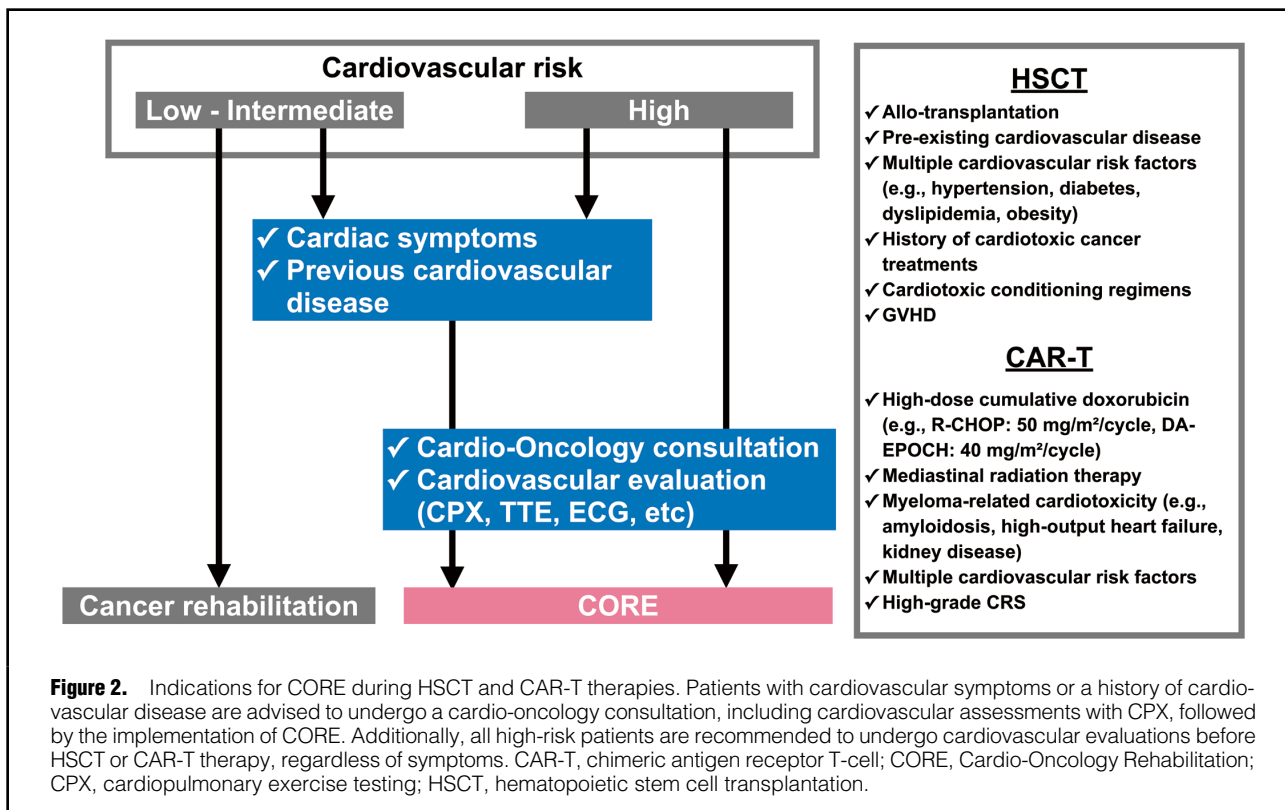 Cardiovascular risk
Low - Intermediate
High
✓ Cardiac symptoms
✓ Previous cardiovascular
disease
✓ Cardio-Oncology consultation
✓ Cardiovascular evaluation
(CPX, TTE, ECG, etc)
Cancer rehabilitation
CORE
HSCT
✓Allo-transplantation
✓Pre-existing cardiovascular disease
✓Multiple cardiovascular risk factors
(e.g., hypertension, diabetes,
dyslipidemia, obesity)
✓History of cardiotoxic cancer
treatments
✓Cardiotoxic conditioning regimens
✓GVHD
CAR-T
✓High-dose cumulative doxorubicin
(e.g., R-CHOP: 50 mg/m²/cycle, DA-
EPOCH: 40 mg/m²/cycle)
✓Mediastinal radiation therapy
✓Myeloma-related cardiotoxicity (e.g.,
amyloidosis, high-output heart failure,
kidney disease)
✓Multiple cardiovascular risk factors
✓High-grade CRS
Figure 2. Indications for CORE during HSCT and CAR-T therapies. Patients with cardiovascular symptoms or a history of cardio-
vascular disease are advised to undergo a cardio-oncology consultation, including cardiovascular assessments with CPX, followed
by the implementation of CORE. Additionally, all high-risk patients are recommended to undergo cardiovascular evaluations before
HSCT or CAR-T therapy, regardless of symptoms. CAR-T, chimeric antigen receptor T-cell; CORE, Cardio-Oncology Rehabilitation;
CPX, cardiopulmonary exercise testing; HSCT, hematopoietic stem cell transplantation.